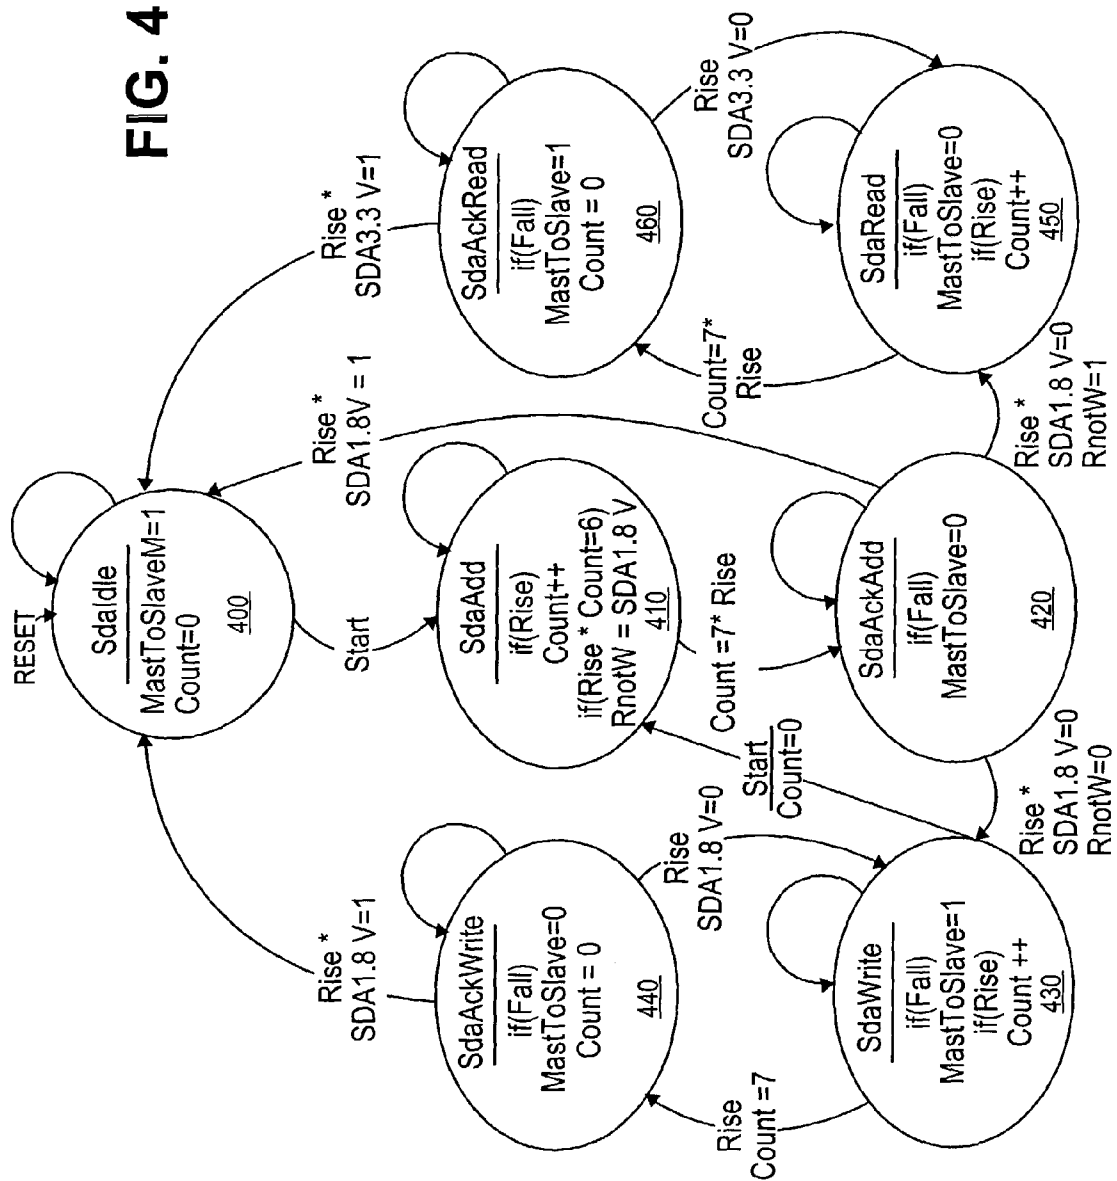 FIG. 4
RESET
SdaIdle
MastToSlaveM=1
Count=0
400
Rise *
SDA1.8 V=1
Start
Rise *
SDA1.8V = 1
Rise *
SDA3.3 V=1
SdaAckWrite
if(Fall)
MastToSlave=0
Count = 0
440
SdaAdd
if(Rise)
Count++
if(Rise * Count=6)
RnotW = SDA1.8 V
410
SdaAckRead
if(Fall)
MastToSlave=1
Count = 0
460
Rise
Count =7
Rise
SDA1.8 V=0
Start
Count=0
Count =7* Rise
Count=7*
Rise
Rise
SDA3.3 V=0
SdaWrite
if(Fall)
MastToSlave=1
if(Rise)
Count ++
430
SdaAckAdd
if(Fall)
MastToSlave=0
420
SdaRead
if(Fall)
MastToSlave=0
if(Rise)
Count++
450
Rise *
SDA1.8 V=0
RnotW=0
Rise *
SDA1.8 V=0
RnotW=1